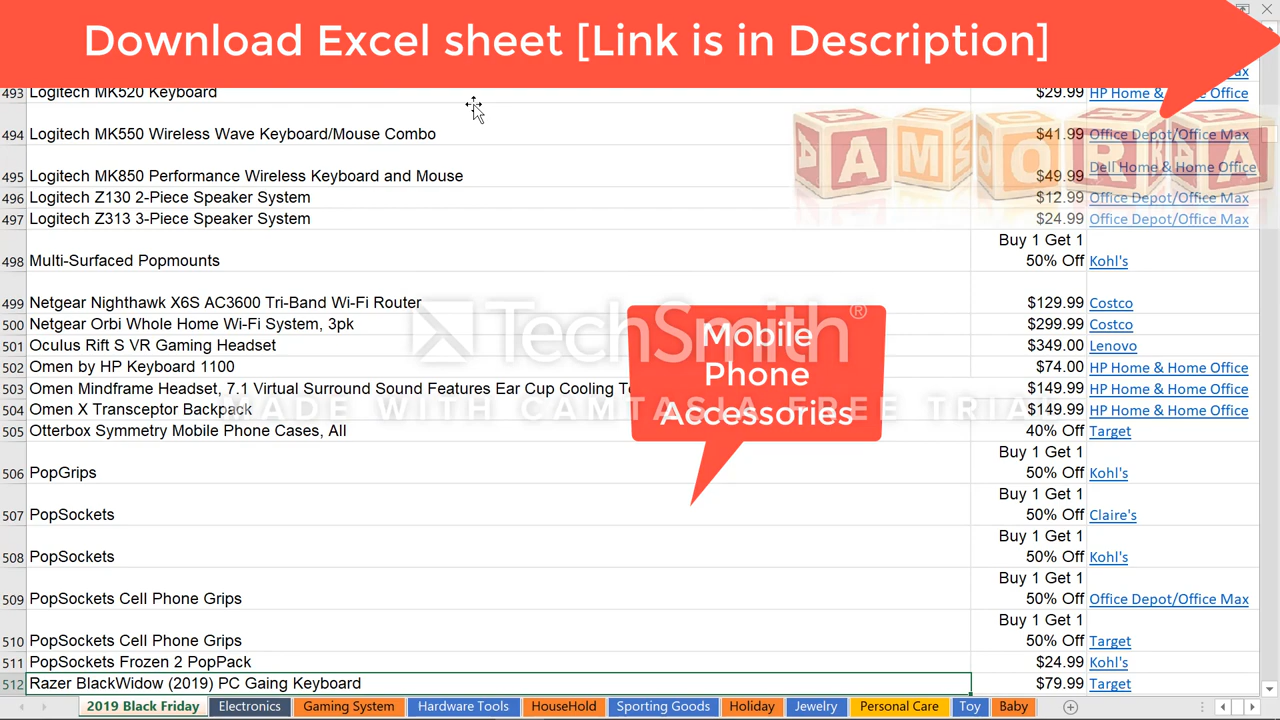 Download Excel sheet [Link is in Description]
493 Logitech MK520 Keyboard $29.99 HP Home & Home Office
494 Logitech MK550 Wireless Wave Keyboard/Mouse Combo $41.99 Office Depot/Office Max
495 Logitech MK850 Performance Wireless Keyboard and Mouse $49.99 Dell Home & Home Office
496 Logitech Z130 2-Piece Speaker System $12.99 Office Depot/Office Max
497 Logitech Z313 3-Piece Speaker System $24.99 Office Depot/Office Max
AMORA
Buy 1 Get 1
498 Multi-Surfaced Popmounts 50% Off Kohl's
499 Netgear Nighthawk X6S AC3600 Tri-Band Wi-Fi Router $129.99 Costco
500 Netgear Orbi Whole Home Wi-Fi System, 3pk $299.99 Costco
501 Oculus Rift S VR Gaming Headset $349.00 Lenovo
502 Omen by HP Keyboard 1100 $74.00 HP Home & Home Office
503 Omen Mindframe Headset, 7.1 Virtual Surround Sound Features Ear Cup Cooling $149.99 HP Home & Home Office
504 Omen X Transceptor Backpack $149.99 HP Home & Home Office
505 Otterbox Symmetry Mobile Phone Cases, All 40% Off Target
TechSmith®
MADE WITH CAMTASIA FREE TRIAL
Mobile
Phone
Accessories
Buy 1 Get 1
506 PopGrips 50% Off Kohl's
Buy 1 Get 1
507 PopSockets 50% Off Claire's
Buy 1 Get 1
508 PopSockets 50% Off Kohl's
Buy 1 Get 1
509 PopSockets Cell Phone Grips 50% Off Office Depot/Office Max
Buy 1 Get 1
510 PopSockets Cell Phone Grips 50% Off Target
511 PopSockets Frozen 2 PopPack $24.99 Kohl's
512 Razer BlackWidow (2019) PC Gaing Keyboard $79.99 Target
2019 Black Friday Electronics Gaming System Hardware Tools HouseHold Sporting Goods Holiday Jewelry Personal Care Toy Baby